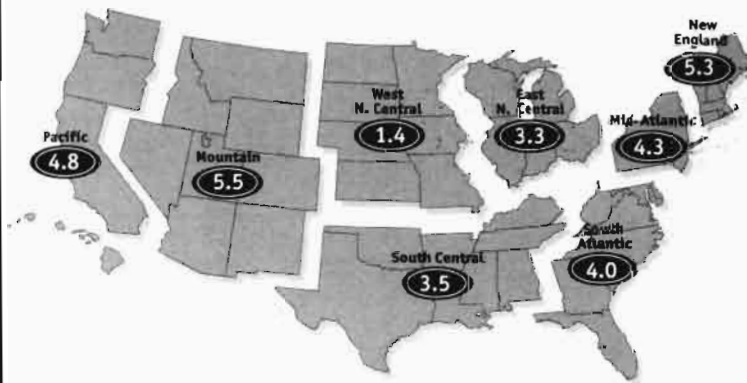 New
England
5.3
West
N. Central
1.4
East
N. Central
3.3
Mid-Atlantic
4.3
Pacific
4.8
Mountain
5.5
South Central
3.5
South
Atlantic
4.0